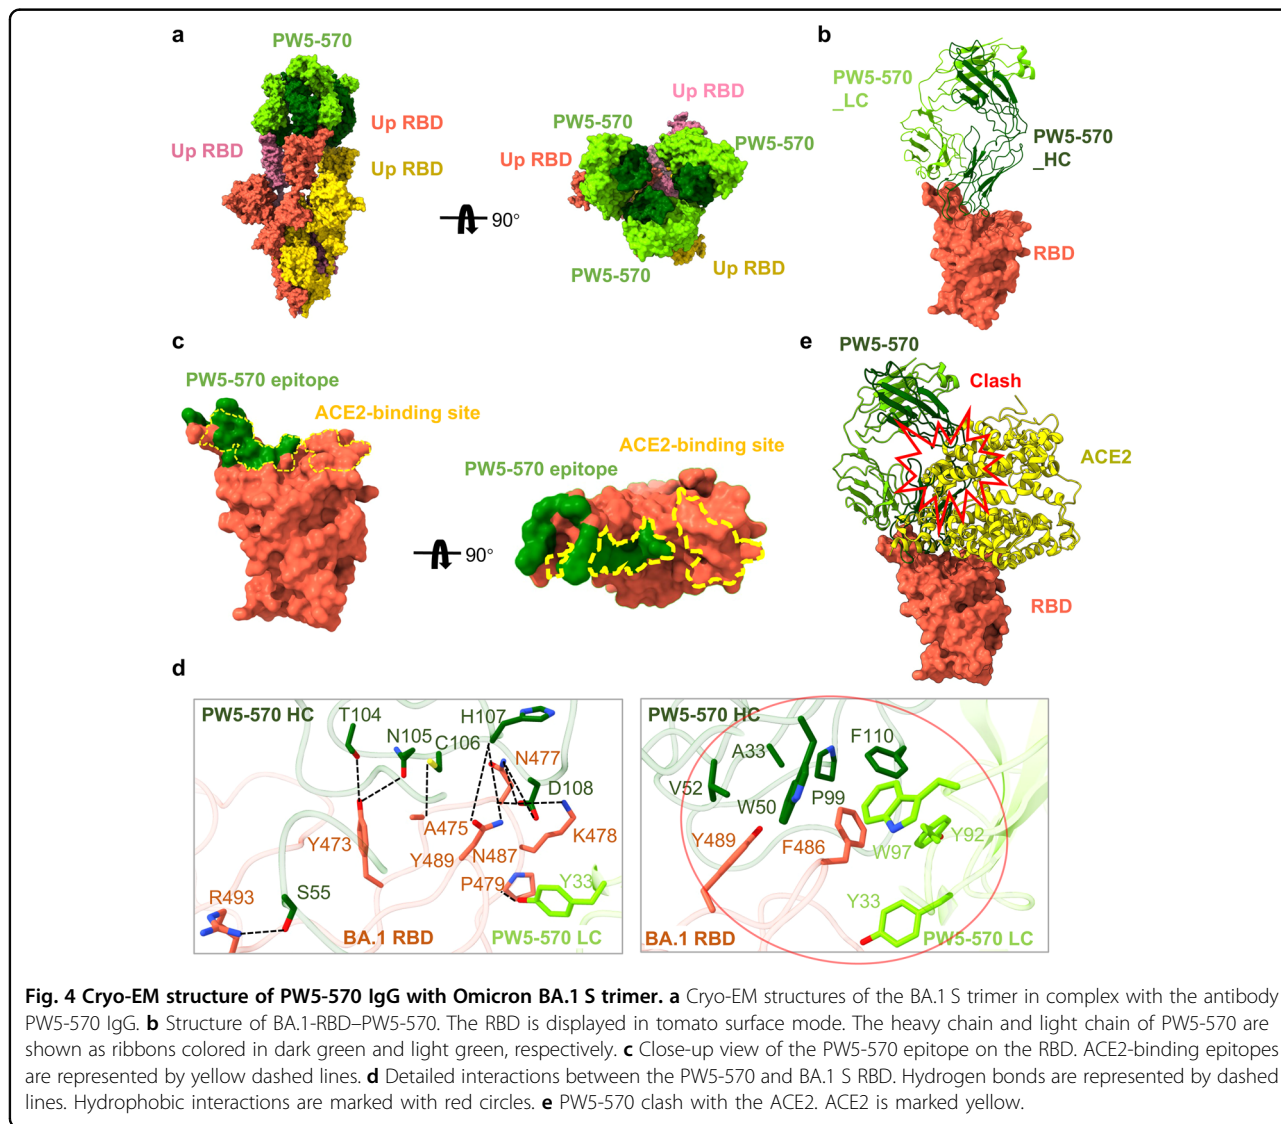 a
PW5-570
Up RBD
Up RBD
Up RBD
90°
Up RBD
PW5-570
PW5-570
Up RBD
PW5-570
Up RBD
b
PW5-570
_LC
PW5-570
_HC
RBD
c
PW5-570 epitope
ACE2-binding site
90°
ACE2-binding site
PW5-570 epitope
e
PW5-570
Clash
ACE2
RBD
d
PW5-570 HC
T104
H107
N105
C106
N477
D108
A475
Y473
K478
Y489
N487
P479
Y33
R493
S55
BA.1 RBD
PW5-570 LC
PW5-570 HC
F110
A33
V52
P99
W50
Y489
F486
Y92
W97
Y33
BA.1 RBD
PW5-570 LC
Fig. 4 Cryo-EM structure of PW5-570 IgG with Omicron BA.1 S trimer. a Cryo-EM structures of the BA.1 S trimer in complex with the antibody
PW5-570 IgG. b Structure of BA.1-RBD–PW5-570. The RBD is displayed in tomato surface mode. The heavy chain and light chain of PW5-570 are
shown as ribbons colored in dark green and light green, respectively. c Close-up view of the PW5-570 epitope on the RBD. ACE2-binding epitopes
are represented by yellow dashed lines. d Detailed interactions between the PW5-570 and BA.1 S RBD. Hydrogen bonds are represented by dashed
lines. Hydrophobic interactions are marked with red circles. e PW5-570 clash with the ACE2. ACE2 is marked yellow.